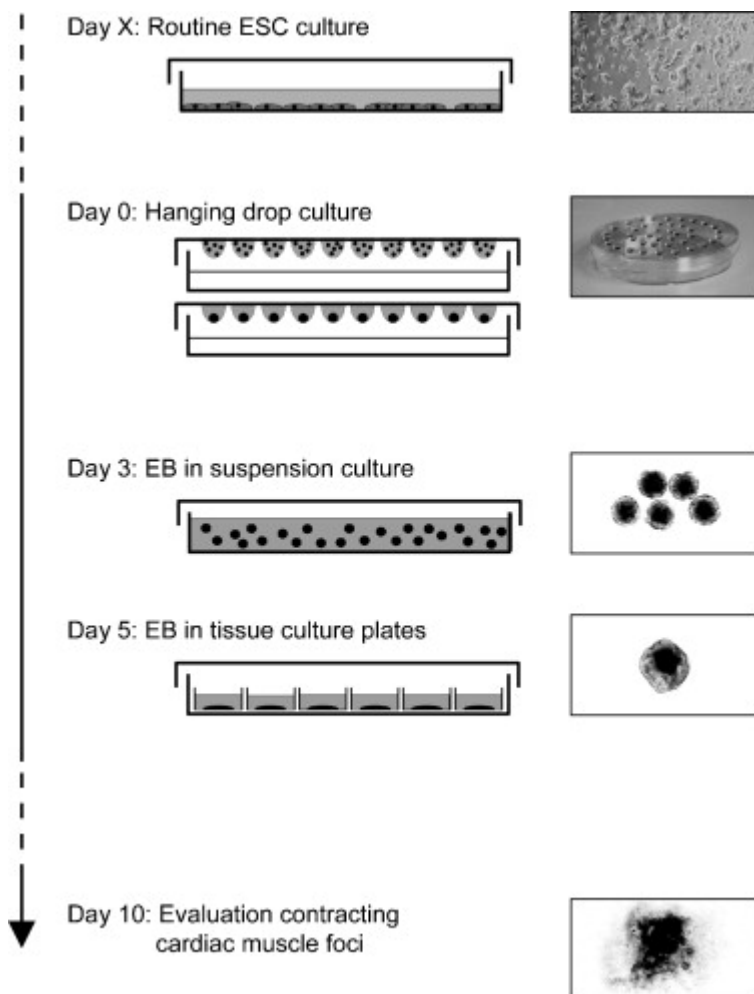 Day X: Routine ESC culture
Day 0: Hanging drop culture
Day 3: EB in suspension culture
Day 5: EB in tissue culture plates
Day 10: Evaluation contracting
cardiac muscle foci